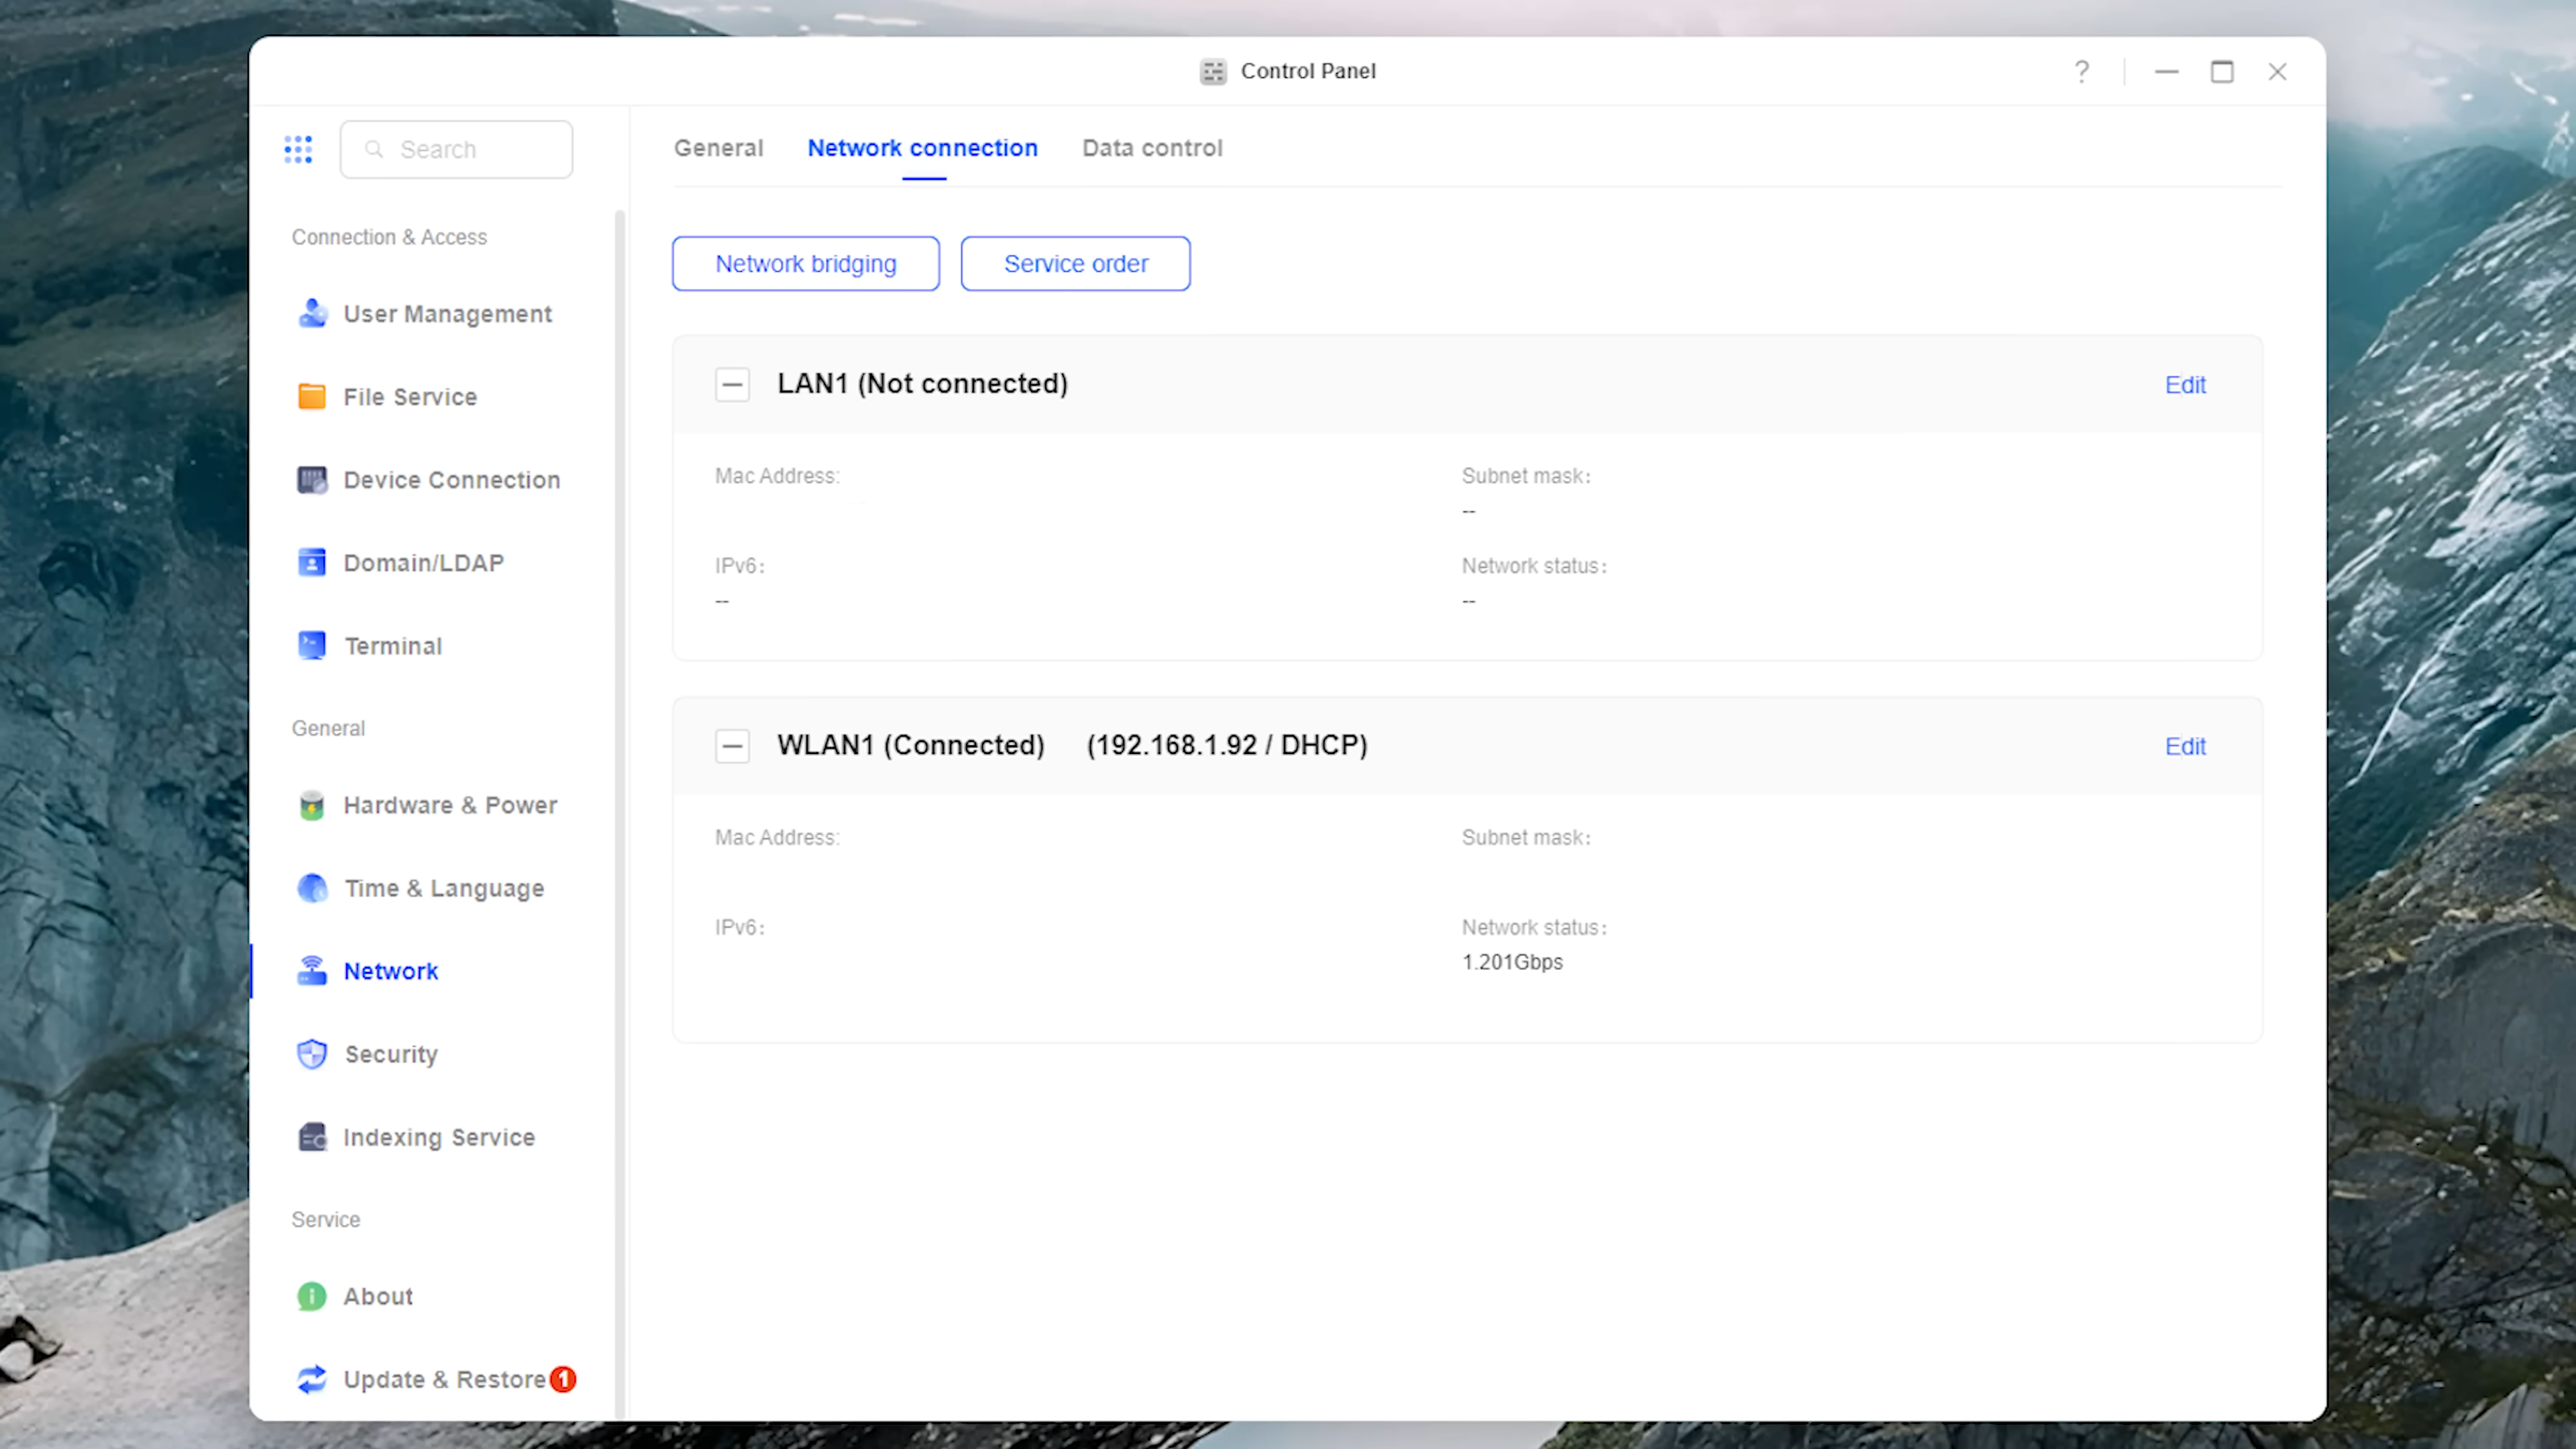 Control Panel
?
Search
Connection & Access
User Management
File Service
Device Connection
Domain/LDAP
Terminal
General
Hardware & Power
Time & Language
Network
Security
Indexing Service
Service
About
Update & Restore 1
General Network connection Data control
Network bridging Service order
LAN1 (Not connected) Edit
Mac Address: Subnet mask:
--
IPv6: Network status:
-- --
WLAN1 (Connected) (192.168.1.92 / DHCP) Edit
Mac Address: Subnet mask:
IPv6: Network status:
1.201Gbps